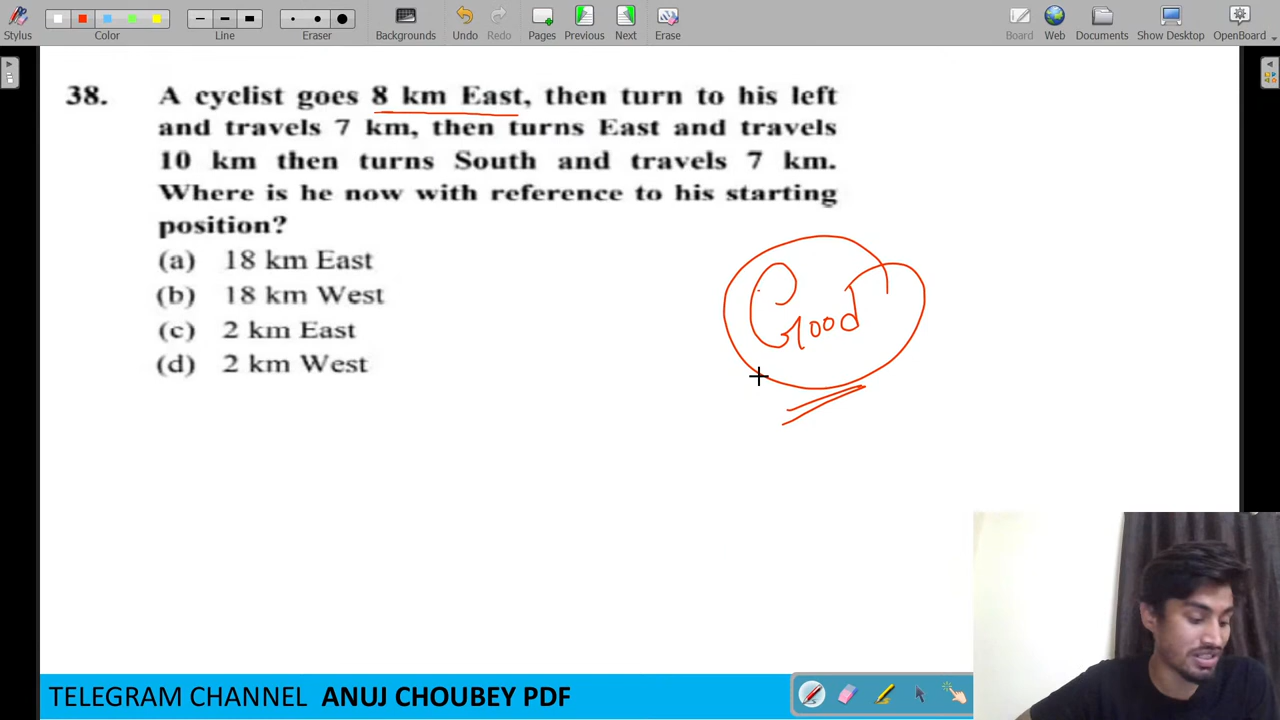 Stylus
Color
Line
Eraser
Backgrounds
Undo
Redo
Pages
Previous
Next
Erase
Board
Web
Documents
Show Desktop
OpenBoard
38. A cyclist goes 8 km East, then turn to his left
and travels 7 km, then turns East and travels
10 km then turns South and travels 7 km.
Where is he now with reference to his starting
position?
(a) 18 km East
(b) 18 km West
(c) 2 km East
(d) 2 km West
Good
TELEGRAM CHANNEL ANUJ CHOUBEY PDF